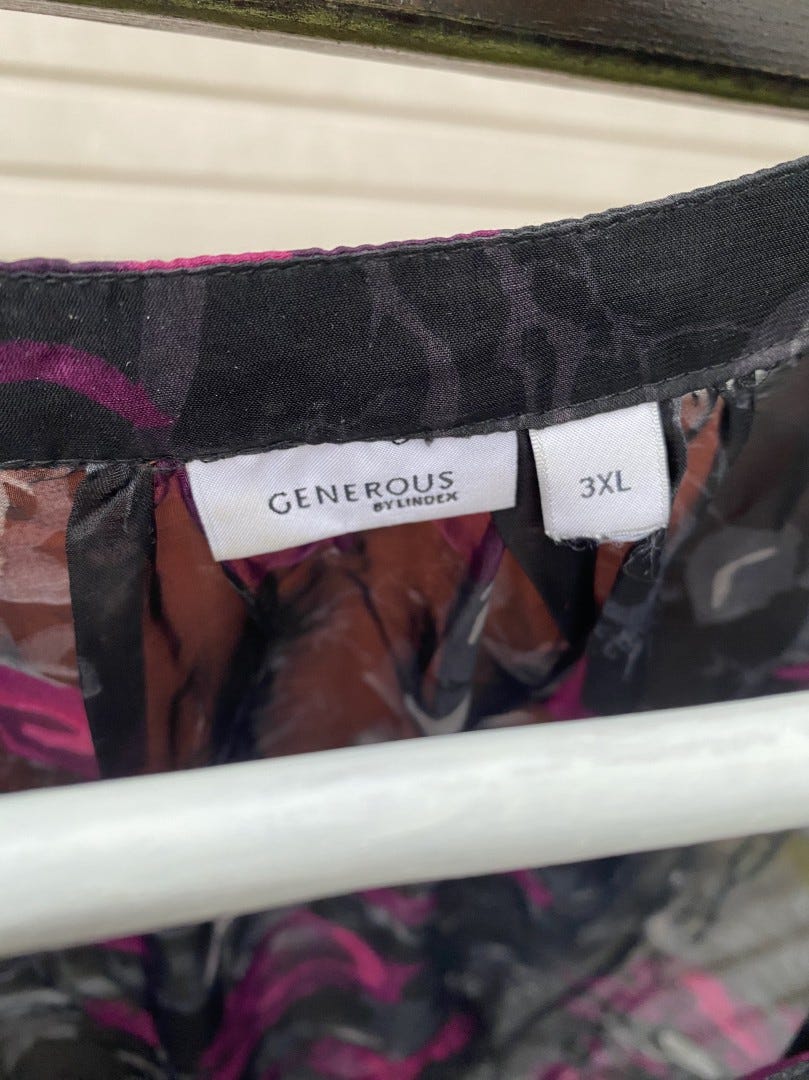 GENEROUS
BY LINDEX
3XL